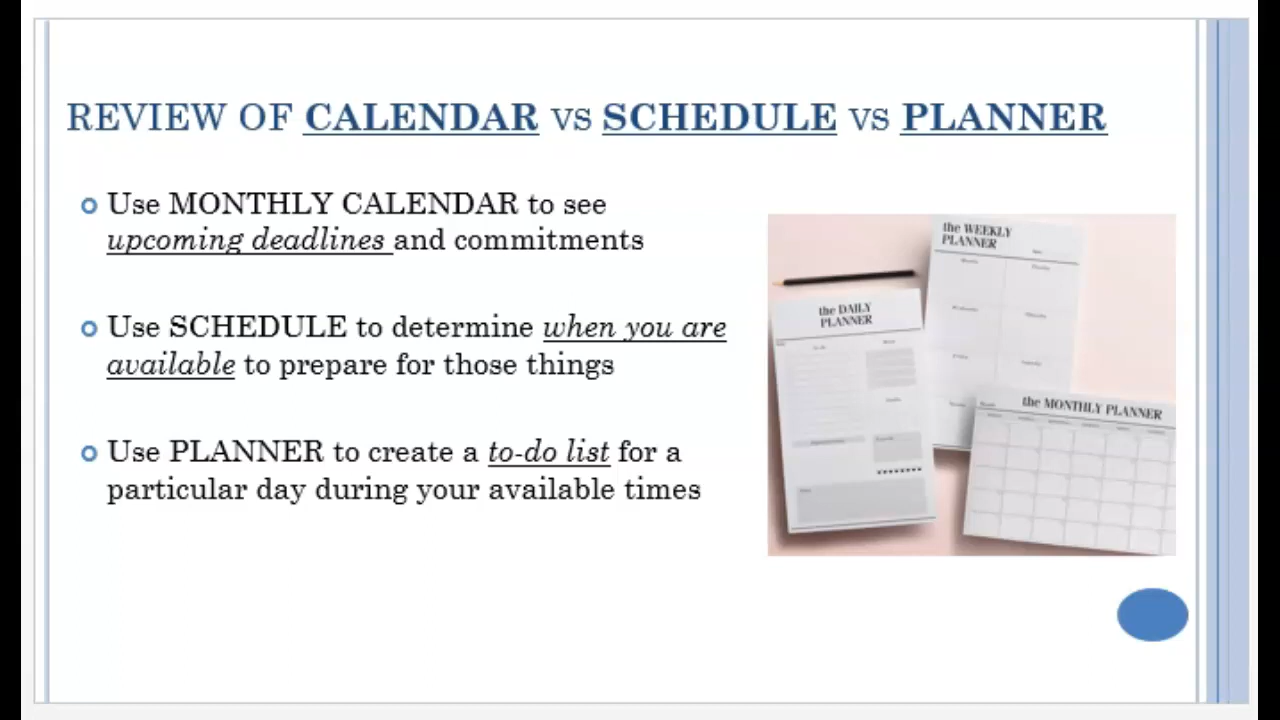 REVIEW OF CALENDAR VS SCHEDULE VS PLANNER
Use MONTHLY CALENDAR to see
upcoming deadlines and commitments
Use SCHEDULE to determine when you are
available to prepare for those things
Use PLANNER to create a to-do list for a
particular day during your available times
the WEEKLY
PLANNER
the DAILY
PLANNER
the MONTHLY PLANNER